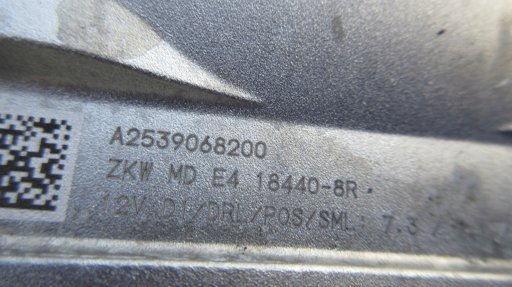 A2539068200
ZKW MD E4 18440-8R
12V DI/DRL/POS/SML: 7.3